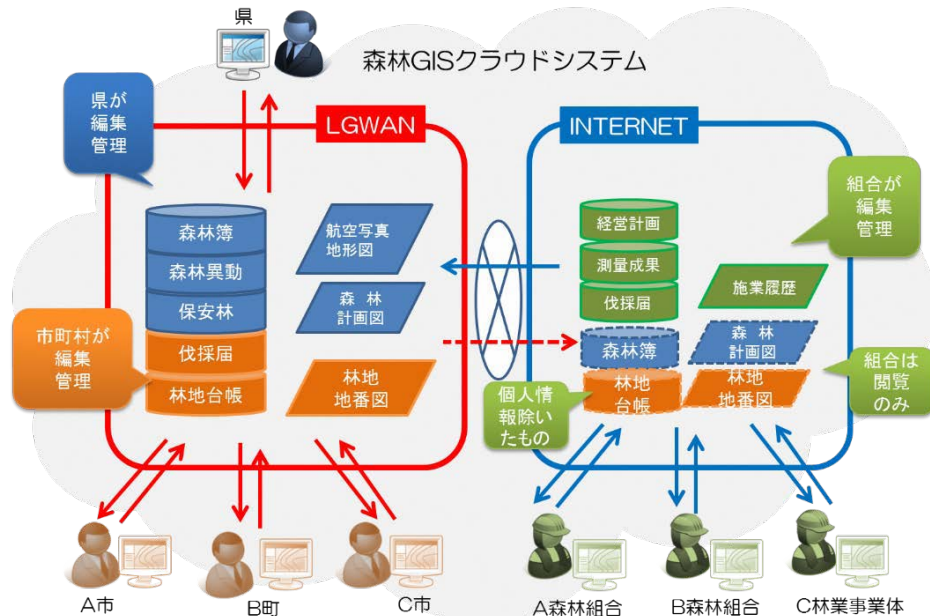 県
森林GISクラウドシステム
県が
編集
管理
LGWAN
INTERNET
森林簿
森林異動
保安林
伐採届
林地台帳
航空写真
地形図
森 林
計画図
林地
地番図
市町村が
編集
管理
経営計画
測量成果
伐採届
森林簿
林地
台帳
施業履歴
森 林
計画図
林地
地番図
組合が
編集
管理
組合は
閲覧
のみ
個人情
報除い
たもの
A市
B町
C市
A森林組合
B森林組合
C林業事業体